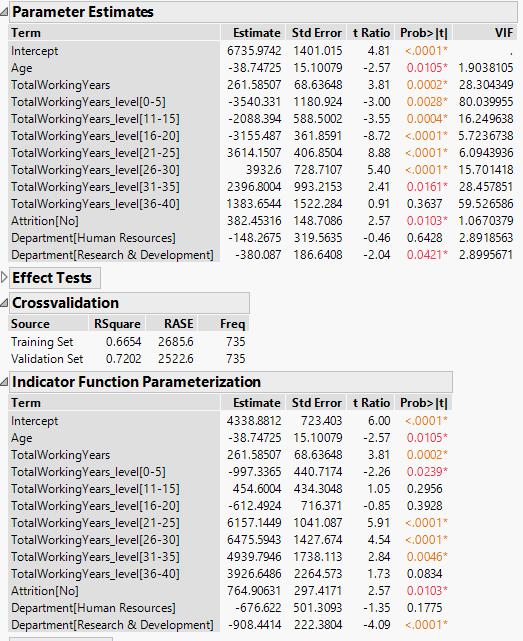 Parameter Estimates
Term Estimate Std Error t Ratio Prob>|t| VIF
Intercept 6735.9742 1401.015 4.81 <.0001* .
Age -38.74725 15.10079 -2.57 0.0105* 1.9038105
TotalWorkingYears 261.58507 68.63648 3.81 0.0002* 28.304349
TotalWorkingYears_level[0-5] -3540.331 1180.924 -3.00 0.0028* 80.039955
TotalWorkingYears_level[11-15] -2088.394 588.5002 -3.55 0.0004* 16.249638
TotalWorkingYears_level[16-20] -3155.487 361.8591 -8.72 <.0001* 5.7236738
TotalWorkingYears_level[21-25] 3614.1507 406.8504 8.88 <.0001* 6.0943936
TotalWorkingYears_level[26-30] 3932.6 728.7107 5.40 <.0001* 15.701418
TotalWorkingYears_level[31-35] 2396.8004 993.2153 2.41 0.0161* 28.457851
TotalWorkingYears_level[36-40] 1383.6544 1522.284 0.91 0.3637 59.526586
Attrition[No] 382.45316 148.7086 2.57 0.0103* 1.0670379
Department[Human Resources] -148.2675 319.5635 -0.46 0.6428 2.8918563
Department[Research & Development] -380.087 186.6408 -2.04 0.0421* 2.8995671
Effect Tests
Crossvalidation
Source RSquare RASE Freq
Training Set 0.6654 2685.6 735
Validation Set 0.7202 2522.6 735
Indicator Function Parameterization
Term Estimate Std Error t Ratio Prob>|t|
Intercept 4338.8812 723.403 6.00 <.0001*
Age -38.74725 15.10079 -2.57 0.0105*
TotalWorkingYears 261.58507 68.63648 3.81 0.0002*
TotalWorkingYears_level[0-5] -997.3365 440.7174 -2.26 0.0239*
TotalWorkingYears_level[11-15] 454.6004 434.3048 1.05 0.2956
TotalWorkingYears_level[16-20] -612.4924 716.371 -0.85 0.3928
TotalWorkingYears_level[21-25] 6157.1449 1041.087 5.91 <.0001*
TotalWorkingYears_level[26-30] 6475.5943 1427.674 4.54 <.0001*
TotalWorkingYears_level[31-35] 4939.7946 1738.113 2.84 0.0046*
TotalWorkingYears_level[36-40] 3926.6486 2264.573 1.73 0.0834
Attrition[No] 764.90631 297.4171 2.57 0.0103*
Department[Human Resources] -676.622 501.3093 -1.35 0.1775
Department[Research & Development] -908.4414 222.3804 -4.09 <.0001*